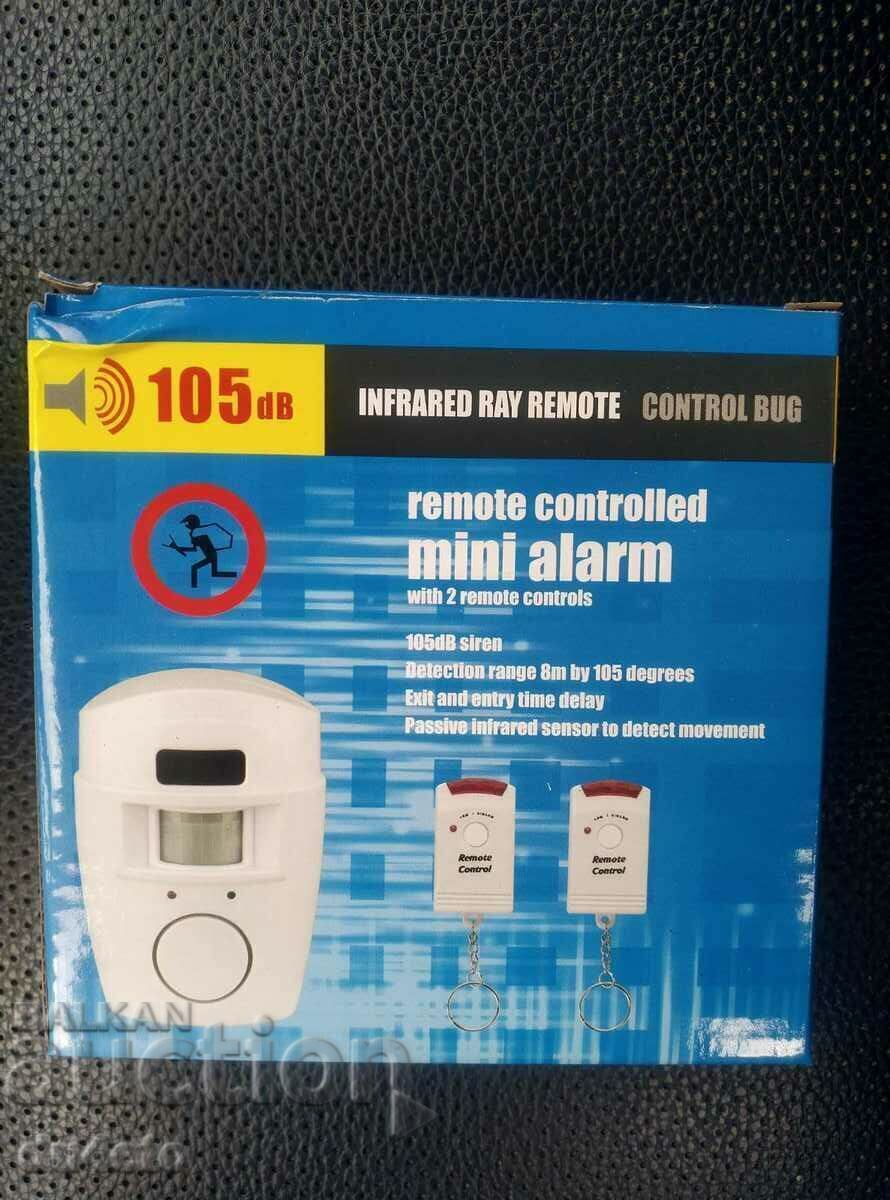 105dB
INFRARED RAY REMOTE CONTROL BUG
remote controlled
mini alarm
with 2 remote controls
105dB siren
Detection range 8m by 105 degrees
Exit and entry time delay
Passive infrared sensor to detect movement
Remote
Control
Remote
Control
BALKAN
auction